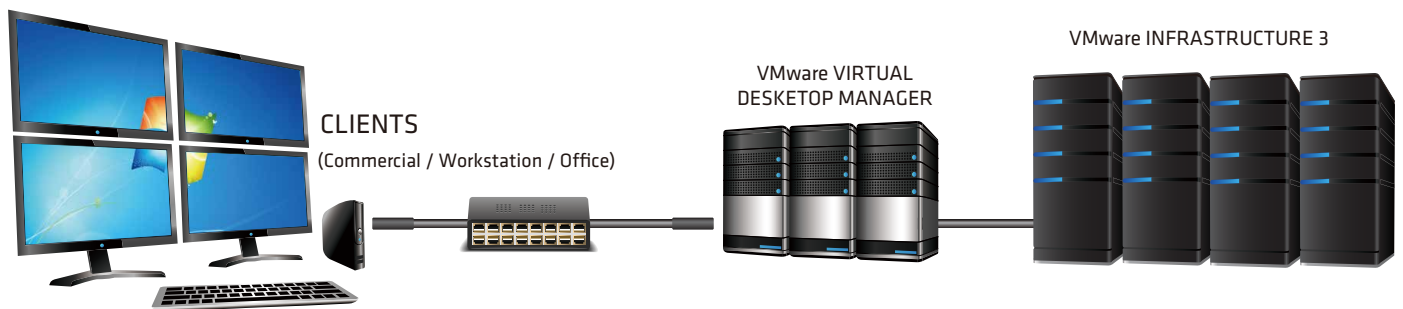 CLIENTS
(Commercial / Workstation / Office)
VMware VIRTUAL
DESKETOP MANAGER
VMware INFRASTRUCTURE 3